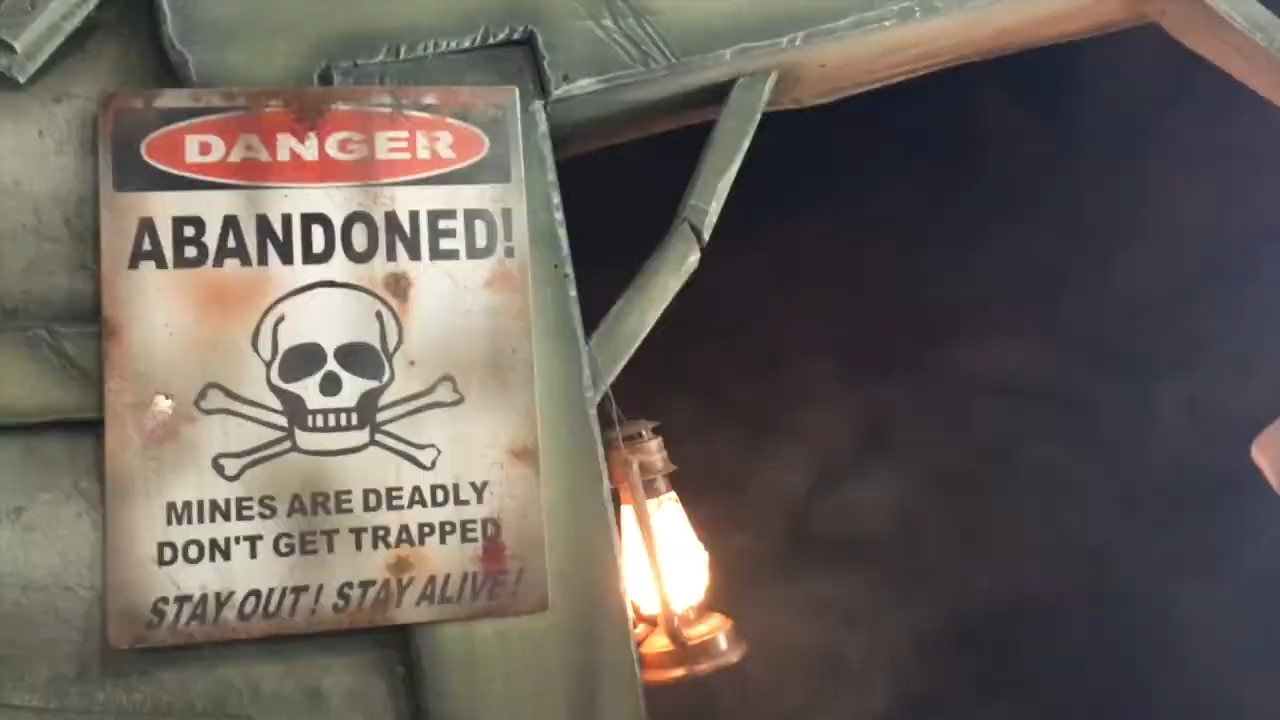 DANGER
ABANDONED!
MINES ARE DEADLY
DON'T GET TRAPPED
STAY OUT! STAY ALIVE!